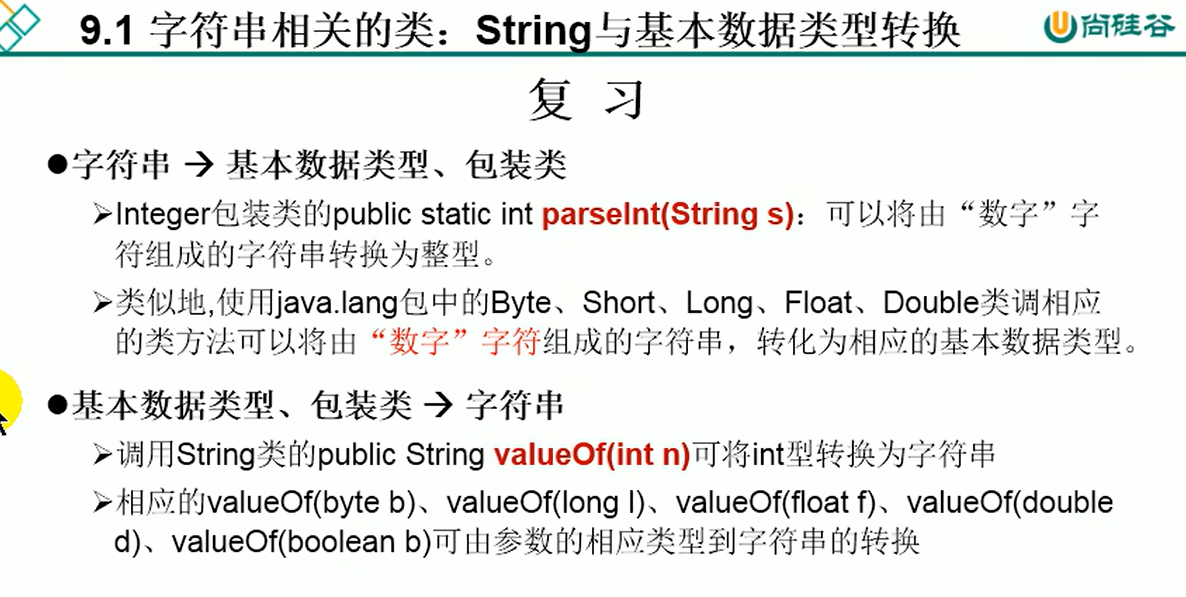 9.1 字符串相关的类：String与基本数据类型转换
尚硅谷
复 习
●字符串 → 基本数据类型、包装类
➢Integer包装类的public static int parseInt(String s)：可以将由“数字”字
符组成的字符串转换为整型。
➢类似地,使用java.lang包中的Byte、Short、Long、Float、Double类调相应
的类方法可以将由“数字”字符组成的字符串，转化为相应的基本数据类型。
●基本数据类型、包装类 → 字符串
➢调用String类的public String valueOf(int n)可将int型转换为字符串
➢相应的valueOf(byte b)、valueOf(long l)、valueOf(float f)、valueOf(double
d)、valueOf(boolean b)可由参数的相应类型到字符串的转换